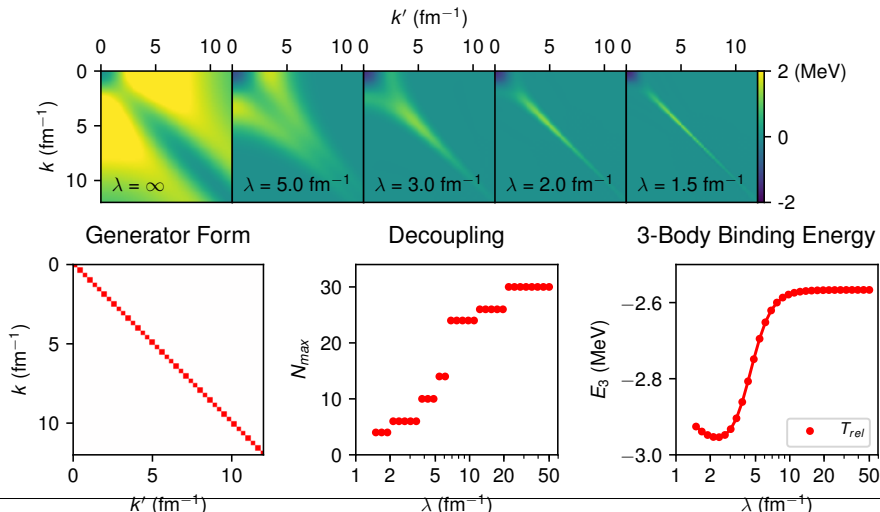 k′ (fm⁻¹)
0 5 10 0 5 10 0 5 10 0 5 10 0 5 10
0
5
10
k (fm⁻¹)
λ = ∞
λ = 5.0 fm⁻¹
λ = 3.0 fm⁻¹
λ = 2.0 fm⁻¹
λ = 1.5 fm⁻¹
2 (MeV)
0
-2
Generator Form
0
5
10
k (fm⁻¹)
0 5 10
k′ (fm⁻¹)
Decoupling
30
20
10
0
N_max
1 2 5 10 20 50
λ (fm⁻¹)
3-Body Binding Energy
−2.6
−2.8
−3.0
E₃ (MeV)
T_rel
1 2 5 10 20 50
λ (fm⁻¹)